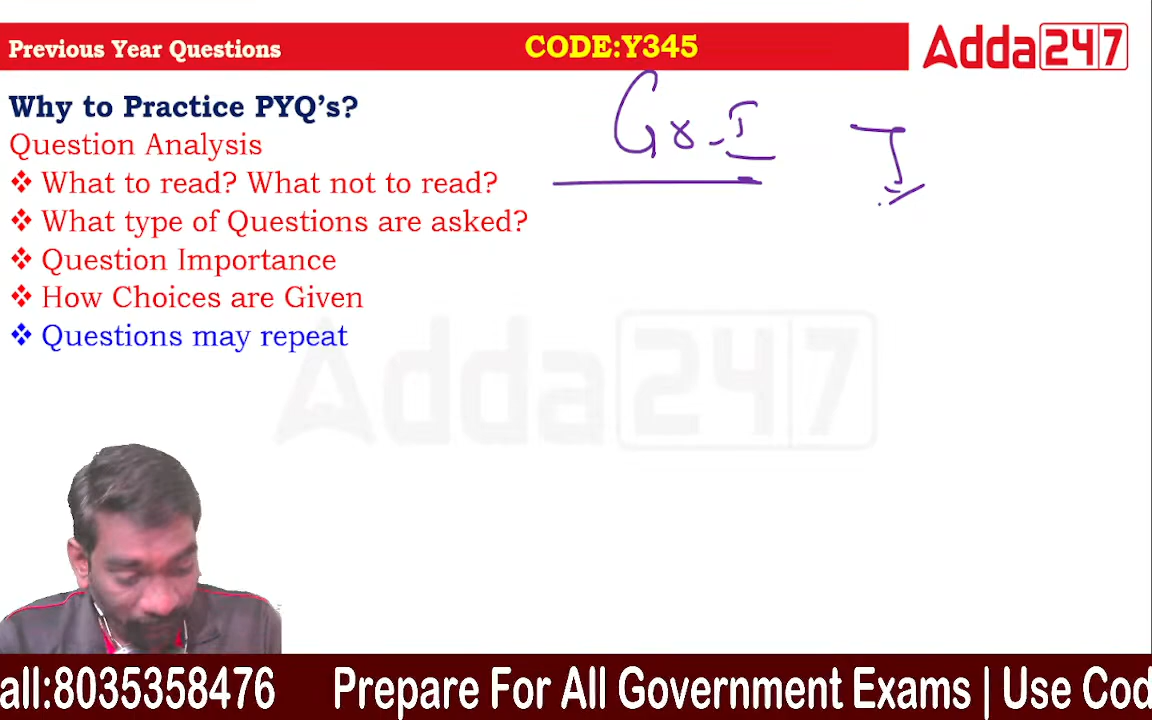 Previous Year Questions
CODE:Y345
Adda247
Why to Practice PYQ's?
Gr-I
I
Question Analysis
❖ What to read? What not to read?
❖ What type of Questions are asked?
❖ Question Importance
❖ How Choices are Given
❖ Questions may repeat
Adda247
all:8035358476 Prepare For All Government Exams | Use Cod